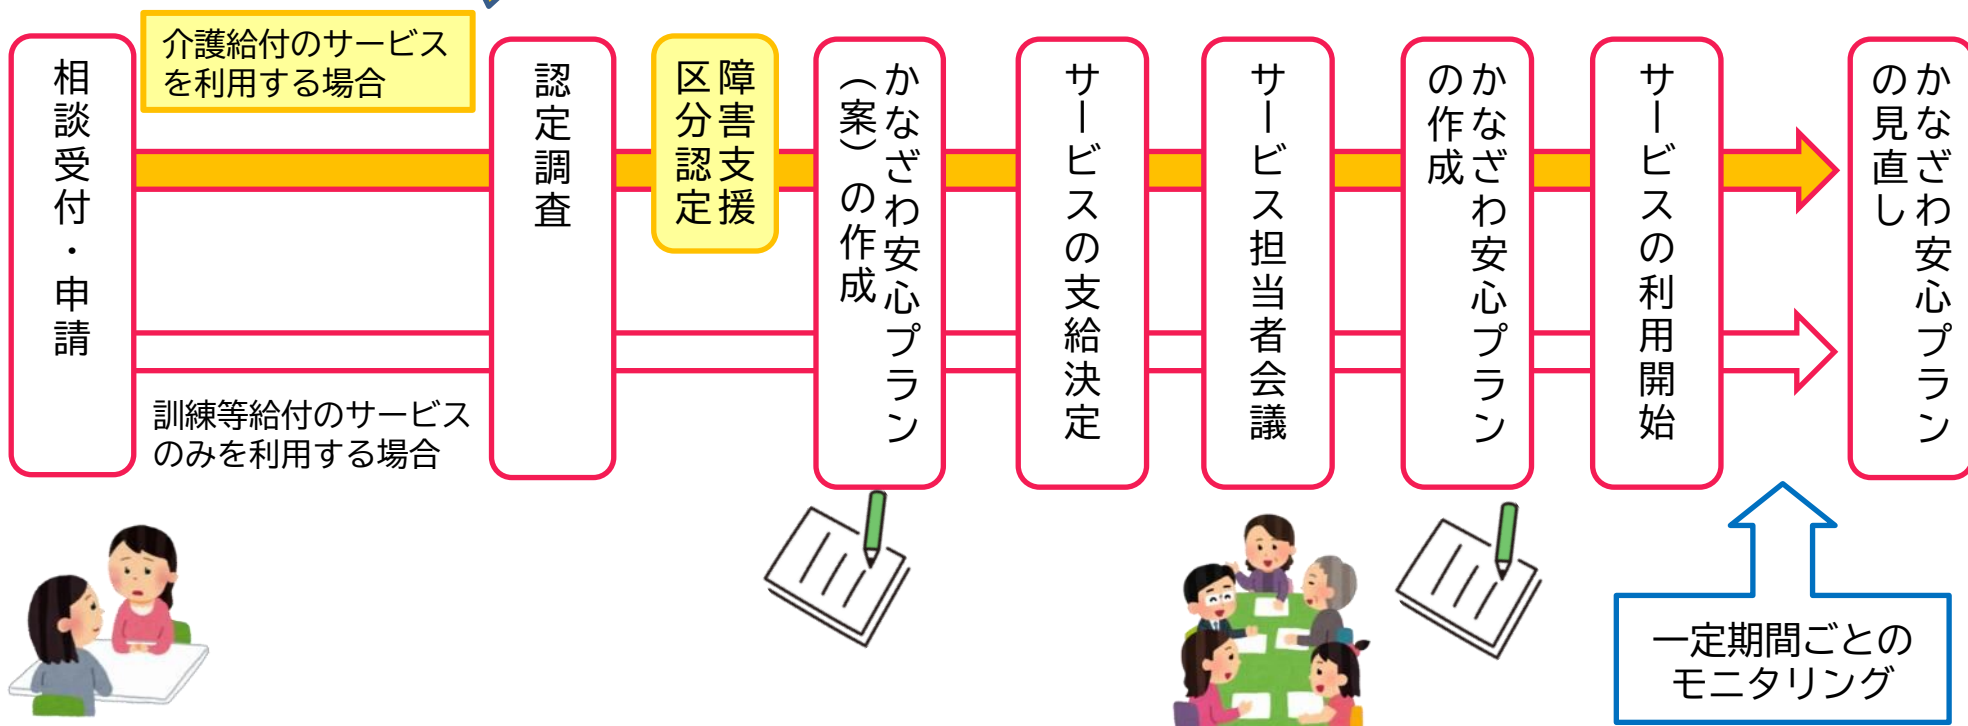 相談受付・申請
介護給付のサービス
を利用する場合
訓練等給付のサービス
のみを利用する場合
認定調査
障害支援
区分認定
かなざわ安心プラン
（案）の作成
サービスの支給決定
サービス担当者会議
かなざわ安心プラン
の作成
サービスの利用開始
かなざわ安心プラン
の見直し
一定期間ごとの
モニタリング